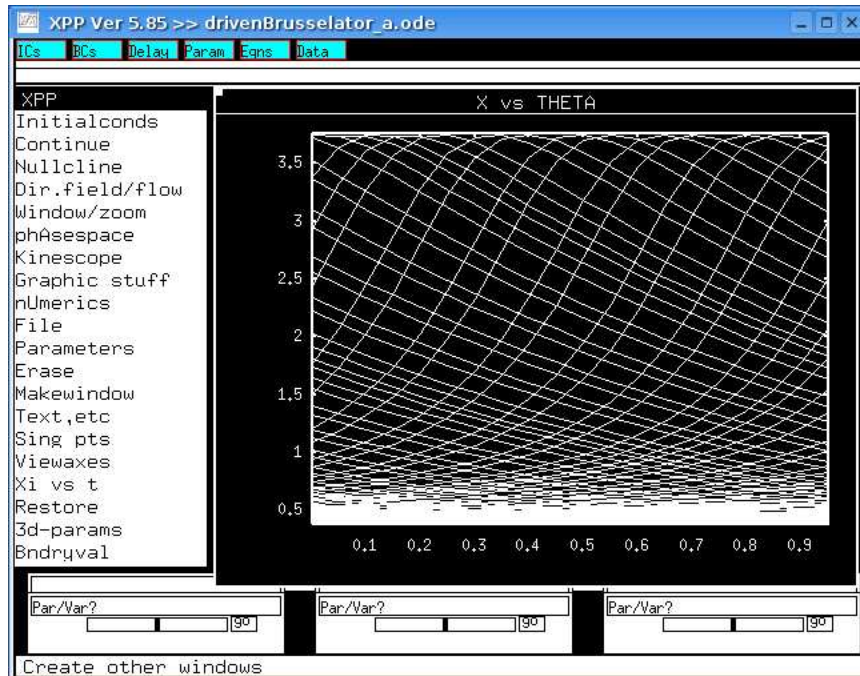 XPP Ver 5.85 >> drivenBrusselator_a.ode
ICs BCs Delay Param Eqns Data
XPP
X vs THETA
Initialconds
Continue
Nullcline
Dir.field/flow
Window/zoom
phAsespace
Kinescope
Graphic stuff
nUmerics
File
Parameters
Erase
Makewindow
Text,etc
Sing pts
Viewaxes
Xi vs t
Restore
3d-params
Bndryval
3.5
3
2.5
2
1.5
1
0.5
0.1 0.2 0.3 0.4 0.5 0.6 0.7 0.8 0.9
Par/Var? Par/Var? Par/Var?
go go go
Create other windows